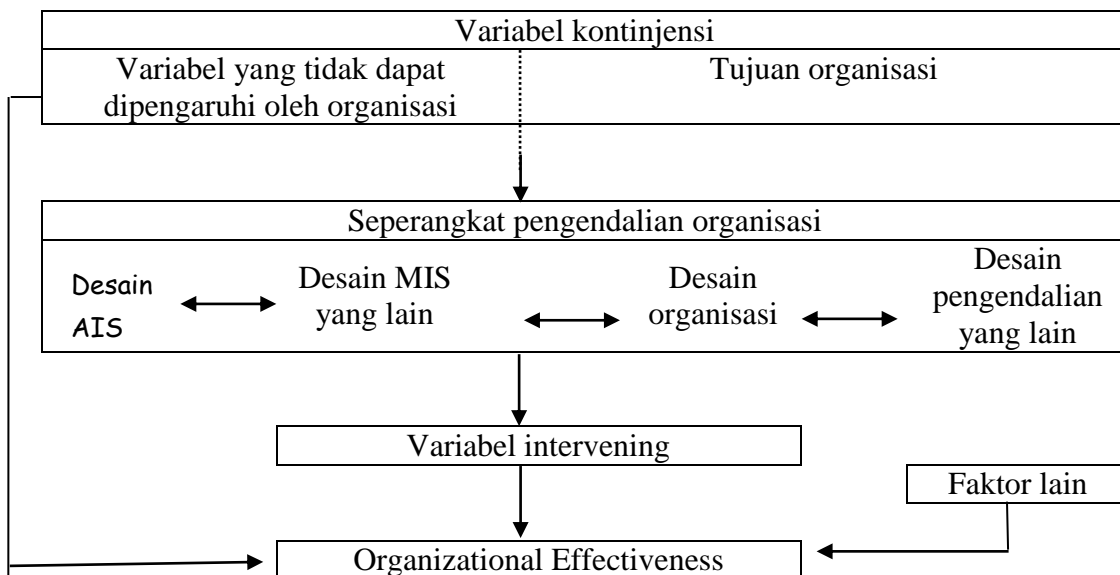 Variabel kontinjensi
Variabel yang tidak dapat
dipengaruhi oleh organisasi
Tujuan organisasi
Seperangkat pengendalian organisasi
Desain
AIS
Desain MIS
yang lain
Desain
organisasi
Desain
pengendalian
yang lain
Variabel intervening
Faktor lain
Organizational Effectiveness